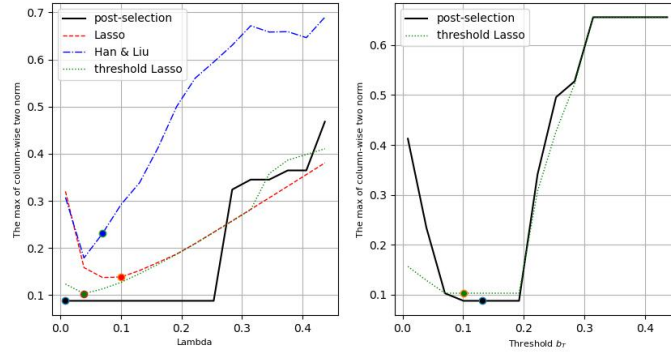 post-selection
Lasso
Han & Liu
threshold Lasso
The max of column-wise two norm
0.7
0.6
0.5
0.4
0.3
0.2
0.1
0.0
0.1
0.2
0.3
0.4
Lambda
post-selection
threshold Lasso
The max of column-wise two norm
0.6
0.5
0.4
0.3
0.2
0.1
0.0
0.1
0.2
0.3
0.4
Threshold b_T